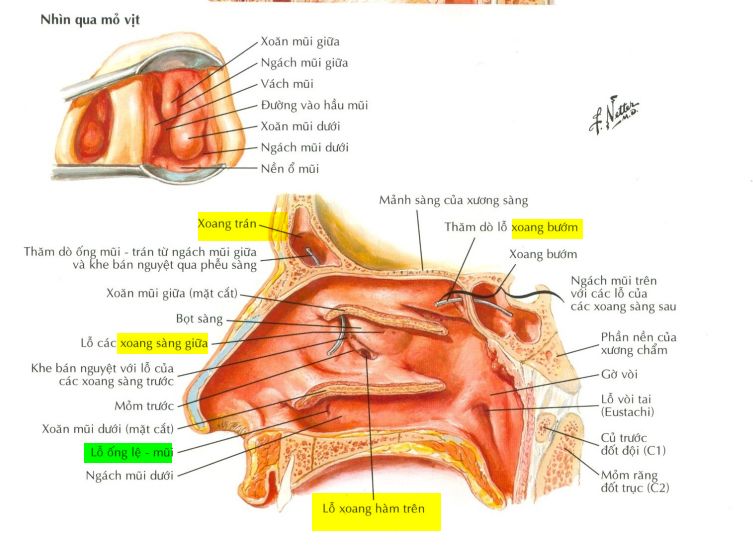 Nhìn qua mỏ vịt
Xoăn mũi giữa
Ngách mũi giữa
Vách mũi
Đường vào hầu mũi
Xoăn mũi dưới
Ngách mũi dưới
Nền ổ mũi
F. Netter
M.D.
Mảnh sàng của xương sàng
Xoang trán
Thăm dò lỗ xoang bướm
Thăm dò ống mũi - trán từ ngách mũi giữa
và khe bán nguyệt qua phễu sàng
Xoang bướm
Ngách mũi trên
với các lỗ của
các xoang sàng sau
Xoăn mũi giữa (mặt cắt)
Bọt sàng
Lỗ các xoang sàng giữa
Phần nền của
xương chẩm
Khe bán nguyệt với lỗ của
các xoang sàng trước
Gờ vòi
Mỏm trước
Lỗ vòi tai
(Eustachi)
Xoăn mũi dưới (mặt cắt)
Củ trước
đốt đội (C1)
Lỗ ống lệ - mũi
Ngách mũi dưới
Mỏm răng
đốt trục (C2)
Lỗ xoang hàm trên